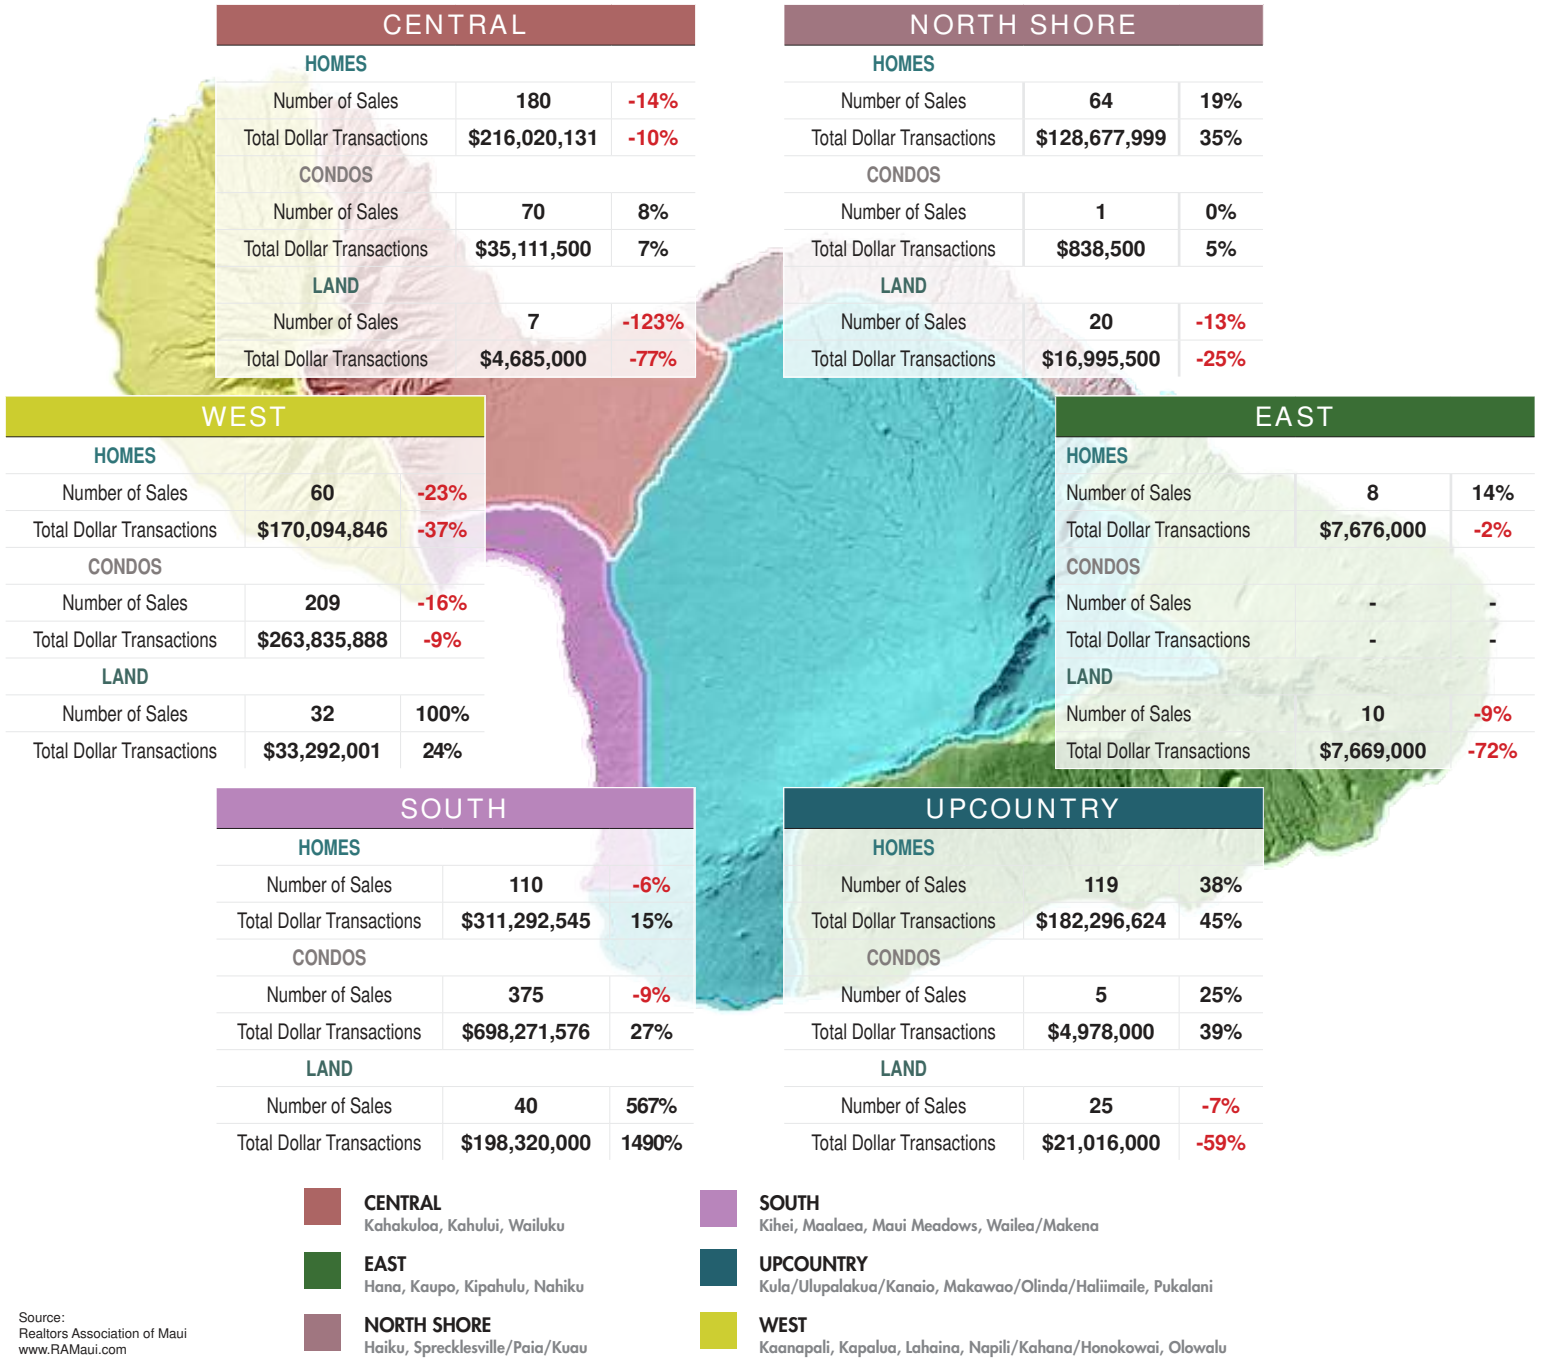 CENTRAL
HOMES
Number of Sales 180 -14%
Total Dollar Transactions $216,020,131 -10%
CONDOS
Number of Sales 70 8%
Total Dollar Transactions $35,111,500 7%
LAND
Number of Sales 7 -123%
Total Dollar Transactions $4,685,000 -77%
NORTH SHORE
HOMES
Number of Sales 64 19%
Total Dollar Transactions $128,677,999 35%
CONDOS
Number of Sales 1 0%
Total Dollar Transactions $838,500 5%
LAND
Number of Sales 20 -13%
Total Dollar Transactions $16,995,500 -25%
WEST
HOMES
Number of Sales 60 -23%
Total Dollar Transactions $170,094,846 -37%
CONDOS
Number of Sales 209 -16%
Total Dollar Transactions $263,835,888 -9%
LAND
Number of Sales 32 100%
Total Dollar Transactions $33,292,001 24%
EAST
HOMES
Number of Sales 8 14%
Total Dollar Transactions $7,676,000 -2%
CONDOS
Number of Sales - -
Total Dollar Transactions - -
LAND
Number of Sales 10 -9%
Total Dollar Transactions $7,669,000 -72%
SOUTH
HOMES
Number of Sales 110 -6%
Total Dollar Transactions $311,292,545 15%
CONDOS
Number of Sales 375 -9%
Total Dollar Transactions $698,271,576 27%
LAND
Number of Sales 40 567%
Total Dollar Transactions $198,320,000 1490%
UPCOUNTRY
HOMES
Number of Sales 119 38%
Total Dollar Transactions $182,296,624 45%
CONDOS
Number of Sales 5 25%
Total Dollar Transactions $4,978,000 39%
LAND
Number of Sales 25 -7%
Total Dollar Transactions $21,016,000 -59%
CENTRAL
Kahakuloa, Kahului, Wailuku
EAST
Hana, Kaupo, Kipahulu, Nahiku
NORTH SHORE
Haiku, Sprecklesville/Paia/Kuau
SOUTH
Kihei, Maalaea, Maui Meadows, Wailea/Makena
UPCOUNTRY
Kula/Ulupalakua/Kanaio, Makawao/Olinda/Haliimaile, Pukalani
WEST
Kaanapali, Kapalua, Lahaina, Napili/Kahana/Honokowai, Olowalu
Source:
Realtors Association of Maui
www.RAMaui.com